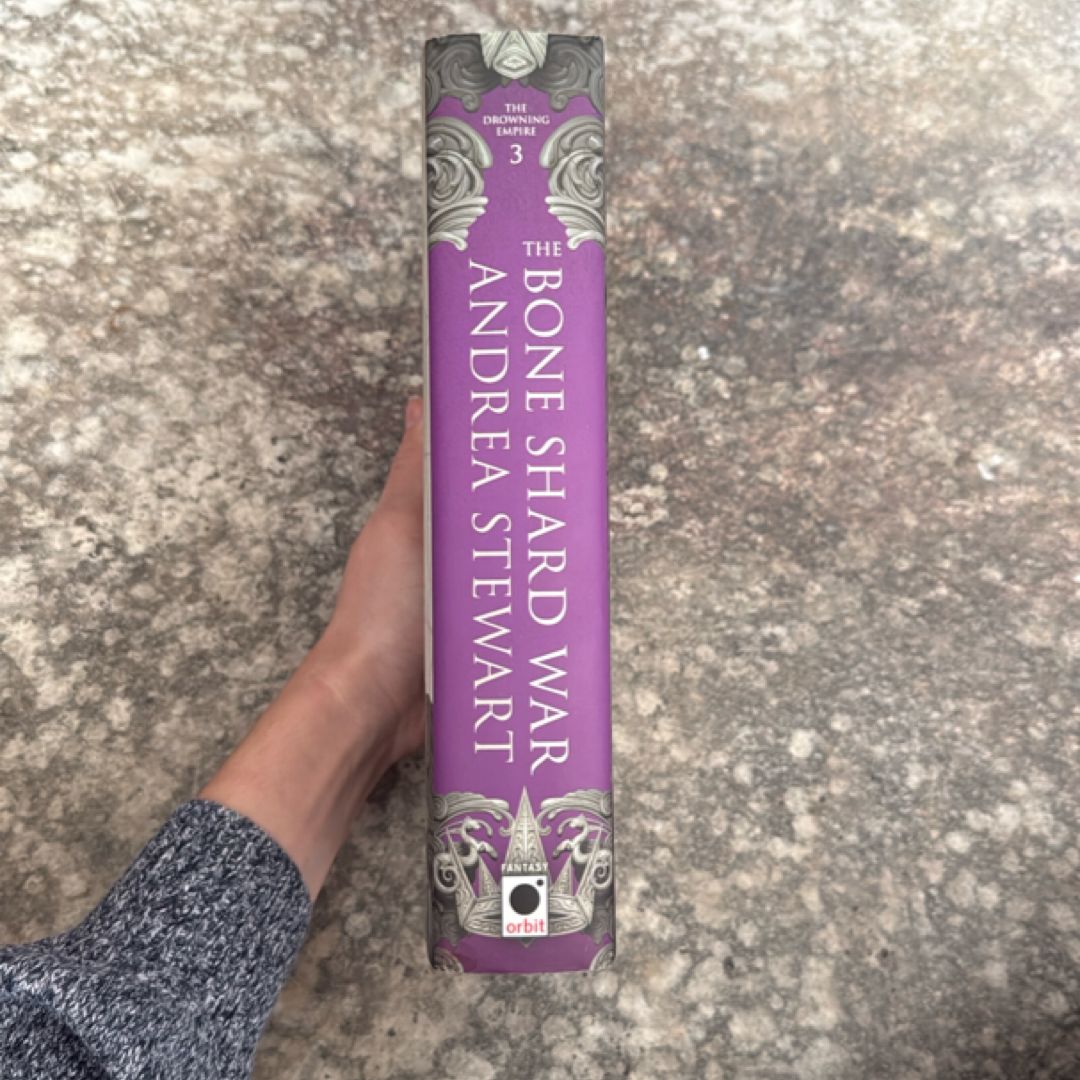 THE
DROWNING
EMPIRE
3
THE
BONE SHARD WAR
ANDREA STEWART
FANTASY
orbit